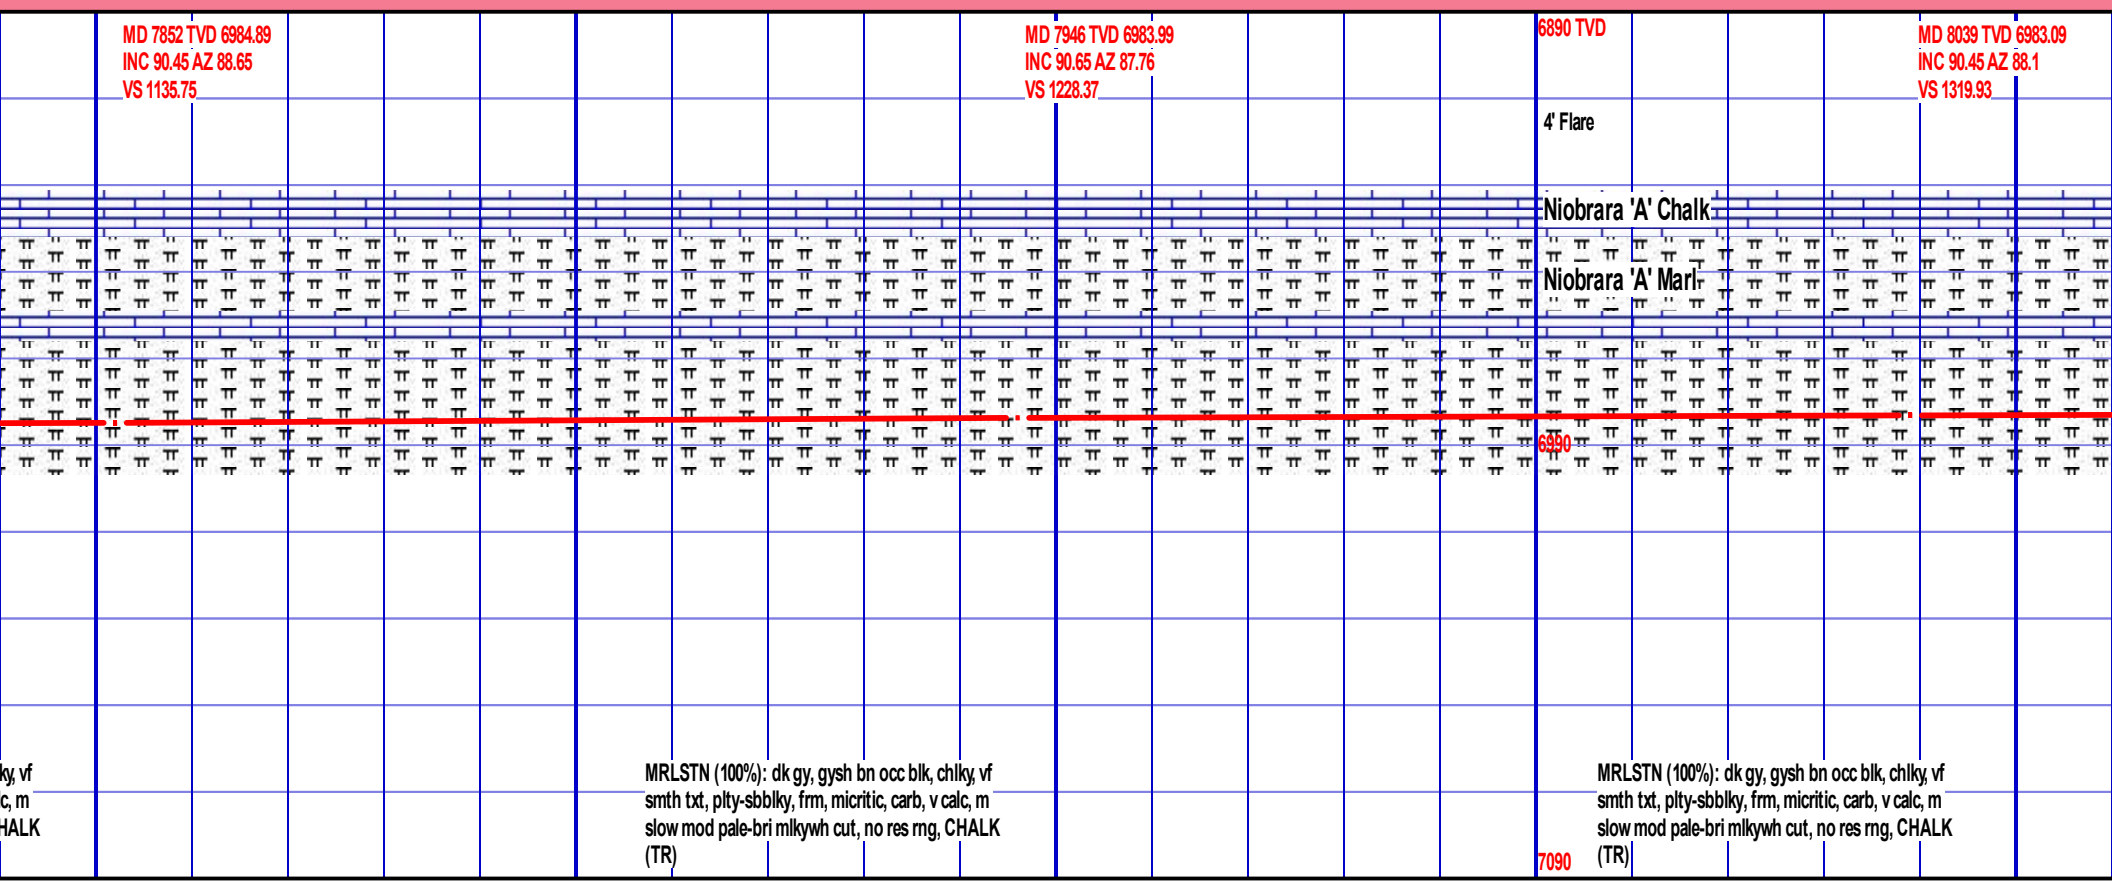 MD 7852 TVD 6984.89
INC 90.45 AZ 88.65
VS 1135.75
MD 7946 TVD 6983.99
INC 90.65 AZ 87.76
VS 1228.37
6890 TVD
MD 8039 TVD 6983.09
INC 90.45 AZ 88.1
VS 1319.93
4' Flare
Niobrara 'A' Chalk
Niobrara 'A' Marl
6990
ky, vf
c, m
HALK
MRLSTN (100%): dk gy, gysh bn occ blk, chlky, vf
smth txt, plty-sbblky, frm, micritic, carb, v calc, m
slow mod pale-bri mlkywh cut, no res rng, CHALK
(TR)
MRLSTN (100%): dk gy, gysh bn occ blk, chlky, vf
smth txt, plty-sbblky, frm, micritic, carb, v calc, m
slow mod pale-bri mlkywh cut, no res rng, CHALK
(TR)
7090